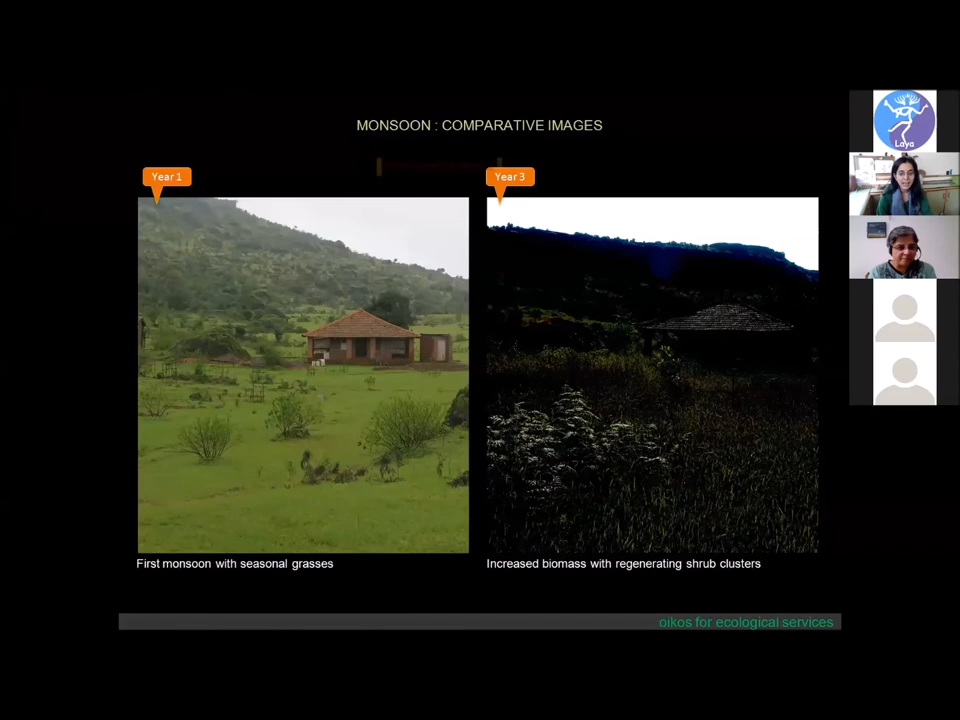 MONSOON : COMPARATIVE IMAGES
Year 1
Year 3
First monsoon with seasonal grasses
Increased biomass with regenerating shrub clusters
oikos for ecological services
Laya